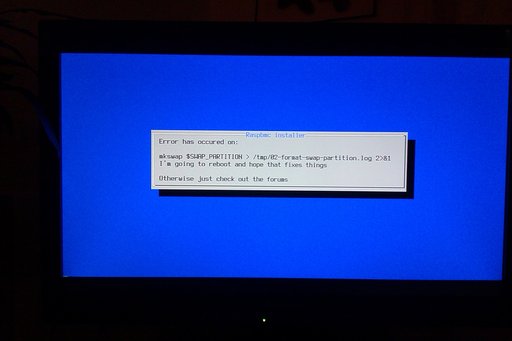 Raspbmc installer
Error has occured on:
mkswap $SWAP_PARTITION > /tmp/02-format-swap-partition.log 2>&1
I'm going to reboot and hope that fixes things
Otherwise just check out the forums